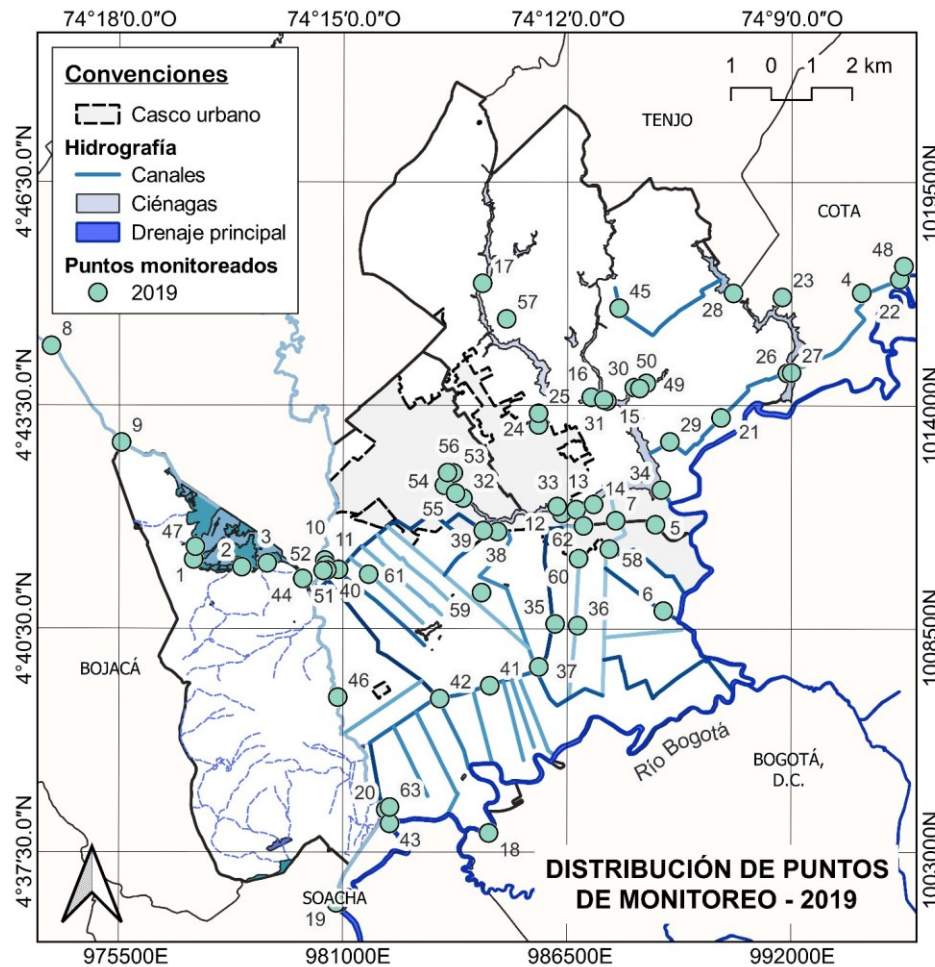 74°18'0.0"W 74°15'0.0"W 74°12'0.0"W 74°9'0.0"W
Convenciones
Casco urbano
Hidrografía
Canales
Ciénagas
Drenaje principal
Puntos monitoreados
2019
1 0 1 2 km
TENJO
COTA
4°46'30.0"N
1019500N
48
17
23
4
22
57
45
28
8
50
30
16
26
27
49
4°43'30.0"N
1014000N
25
31
15
24
29
21
9
56
53
54
32
34
33
13
14
55
7
10
11
12
5
47
2
3
52
39
38
62
58
1
44
51
40
61
60
59
35
36
6
4°40'30.0"N
1008500N
BOJACÁ
46
42
41
37
Río Bogotá
BOGOTÁ,
D.C.
20
63
43
18
4°37'30.0"N
1003000N
DISTRIBUCIÓN DE PUNTOS
DE MONITOREO - 2019
SOACHA
19
975500E 981000E 986500E 992000E